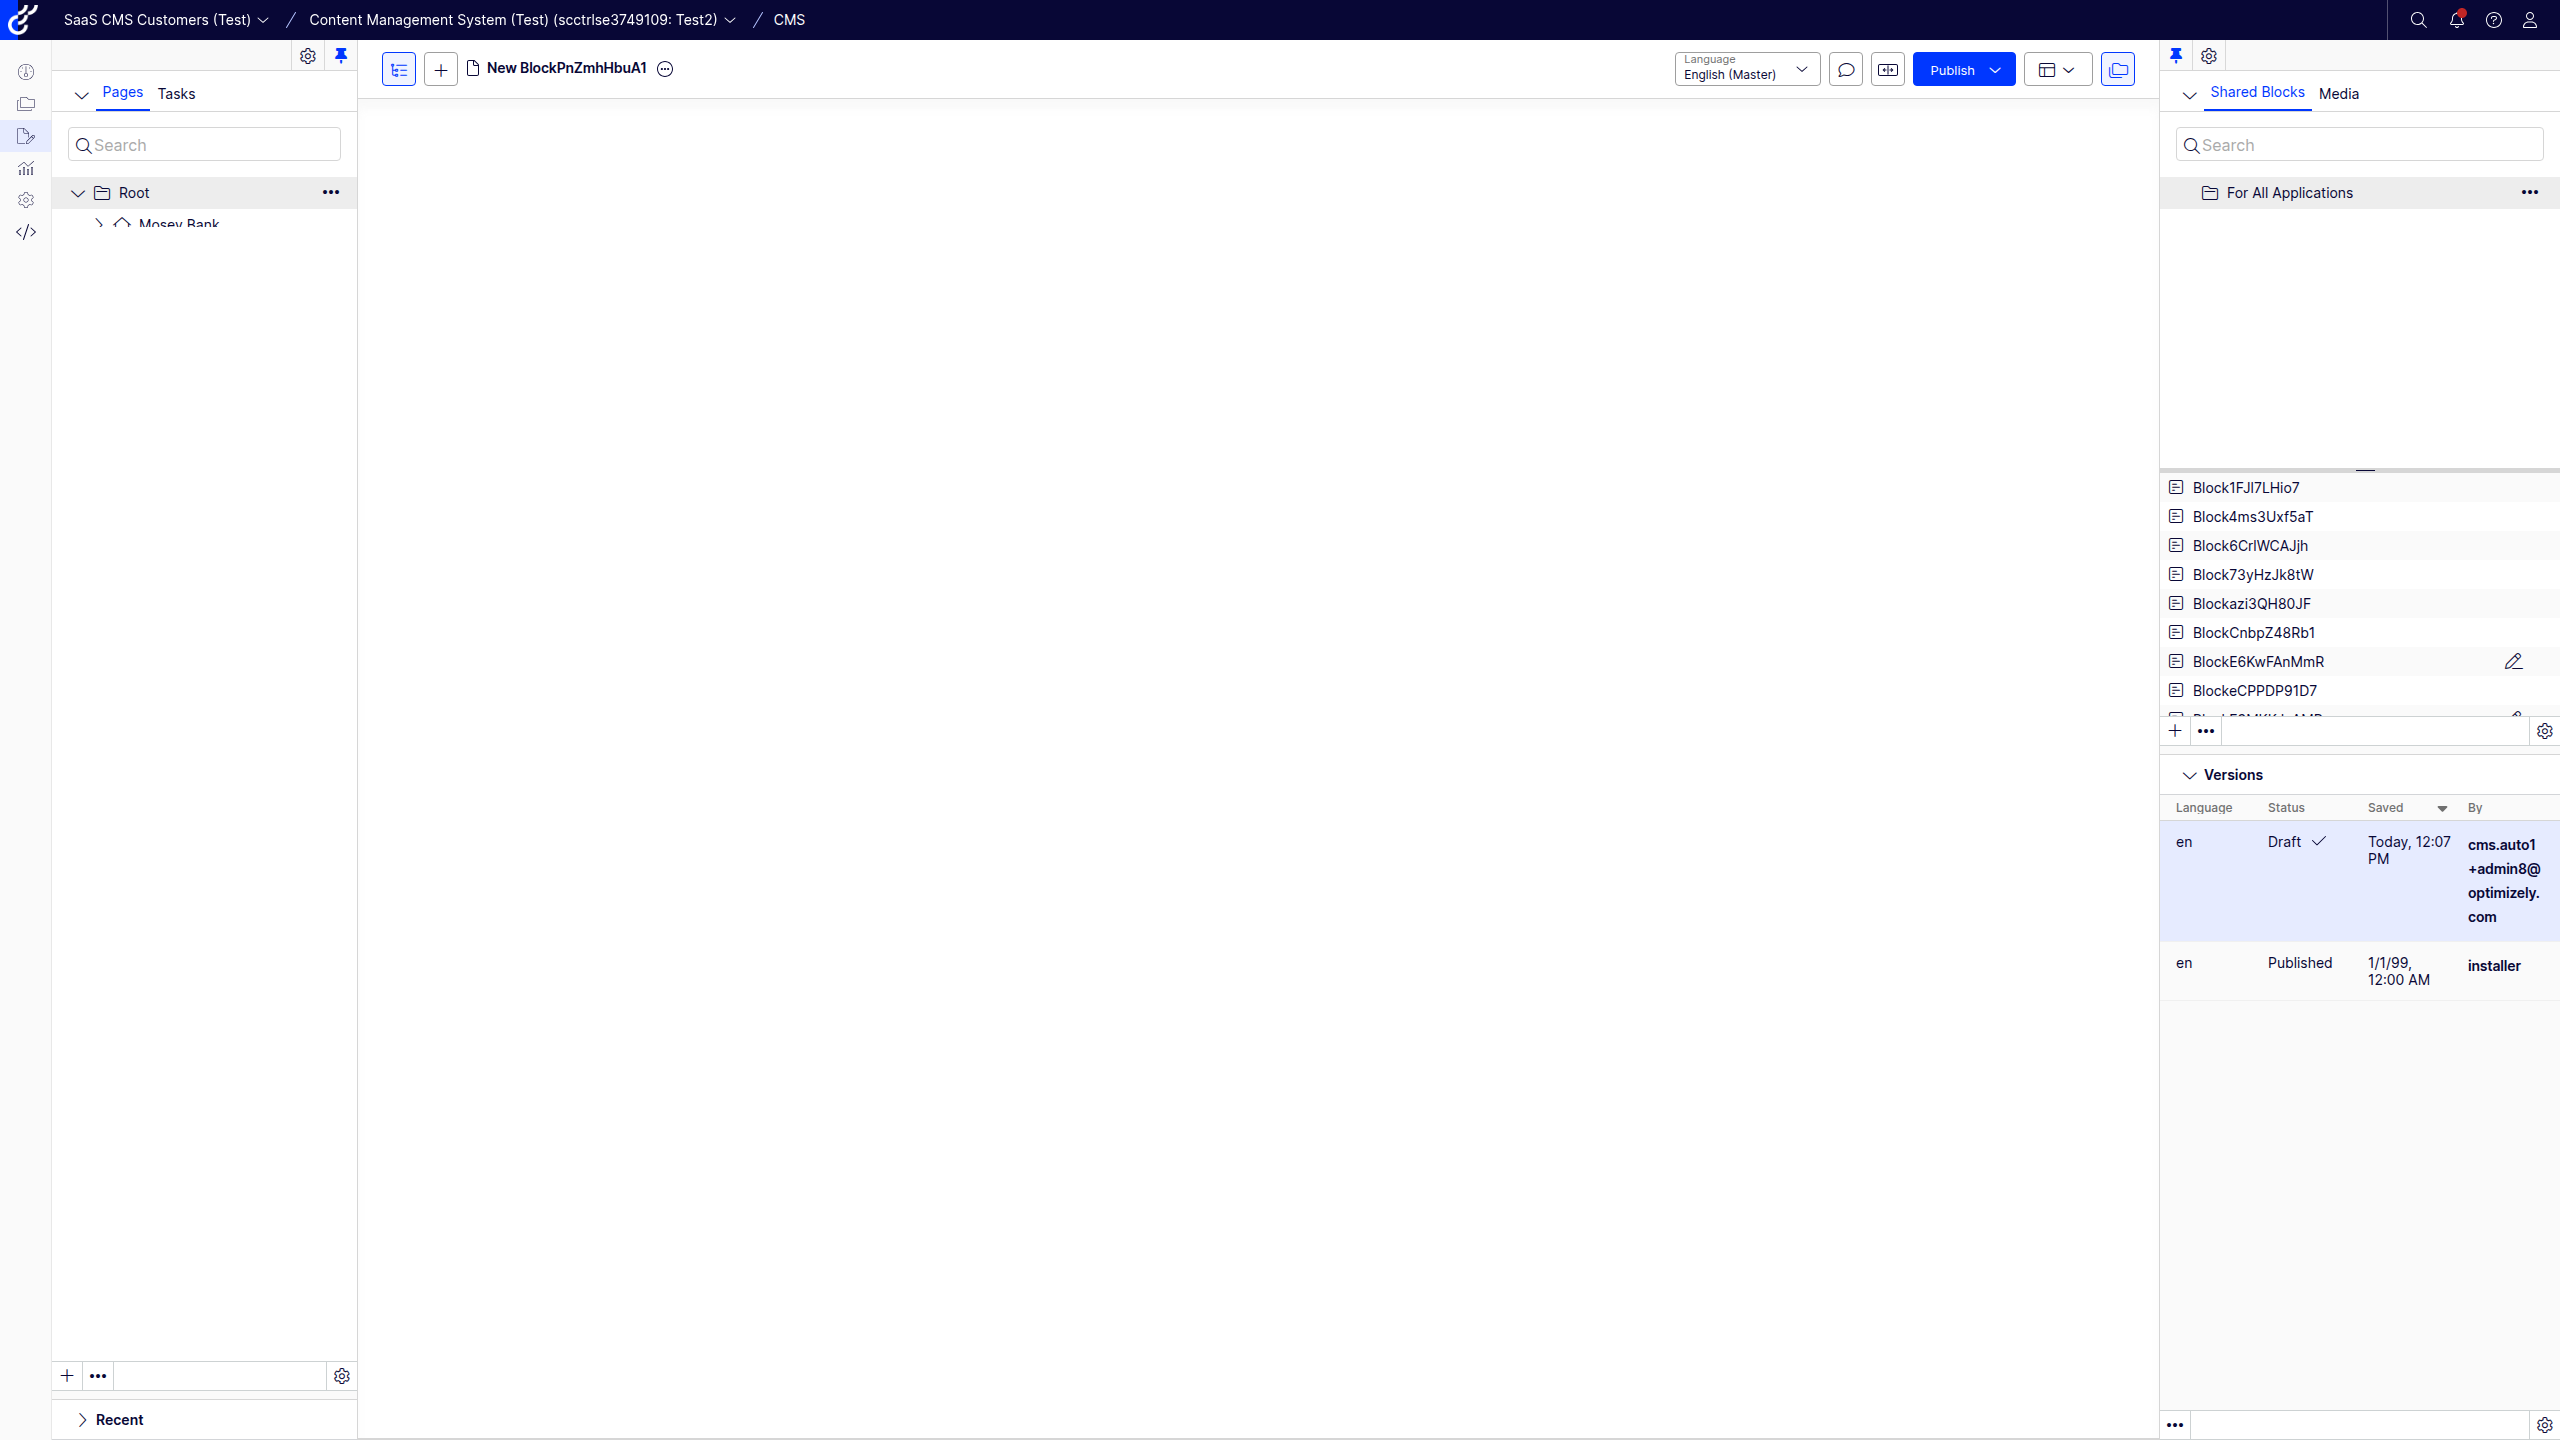 SaaS CMS Customers (Test)
Content Management System (Test) (scctrlse3749109: Test2)
CMS
Pages
Tasks
Search
Root
Mosey Bank
Recent
New BlockPnZmhHbuA1
Language
English (Master)
Publish
Shared Blocks
Media
Search
For All Applications
Block1FJl7LHio7
Block4ms3Uxf5aT
Block6CrlWCAJjh
Block73yHzJk8tW
Blockazi3QH80JF
BlockCnbpZ48Rb1
BlockE6KwFAnMmR
BlockeCPPDP91D7
Versions
Language Status Saved By
en Draft Today, 12:07 PM cms.auto1+admin8@optimizely.com
en Published 1/1/99, 12:00 AM installer